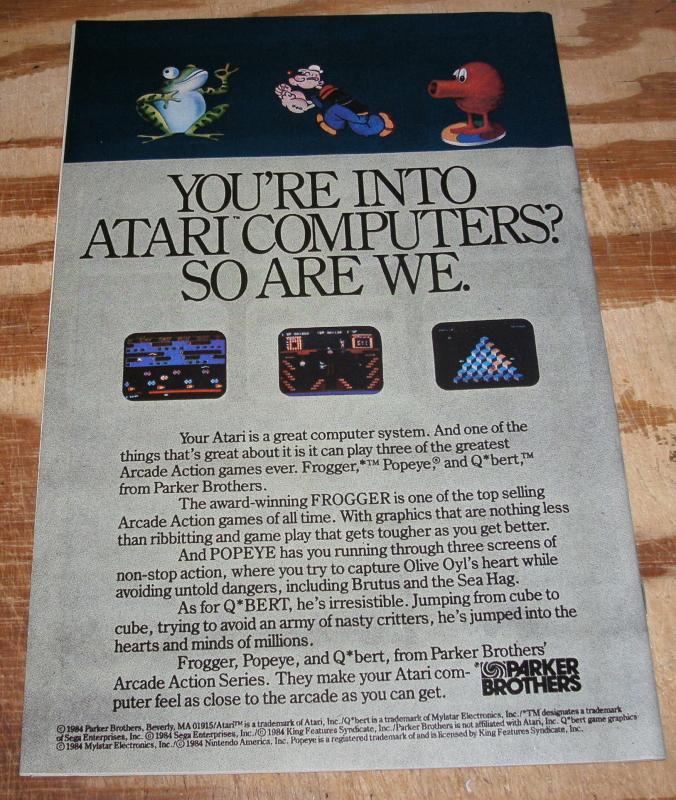 YOU'RE INTO
ATARI™ COMPUTERS?
SO ARE WE.
Your Atari is a great computer system. And one of the
things that's great about it is it can play three of the greatest
Arcade Action games ever. Frogger,*™ Popeye,® and Q*bert,™
from Parker Brothers.
The award-winning FROGGER is one of the top selling
Arcade Action games of all time. With graphics that are nothing less
than ribbitting and game play that gets tougher as you get better.
And POPEYE has you running through three screens of
non-stop action, where you try to capture Olive Oyl's heart while
avoiding untold dangers, including Brutus and the Sea Hag.
As for Q*BERT, he's irresistible. Jumping from cube to
cube, trying to avoid an army of nasty critters, he's jumped into the
hearts and minds of millions.
Frogger, Popeye, and Q*bert, from Parker Brothers'
Arcade Action Series. They make your Atari com-
puter feel as close to the arcade as you can get.
PARKER
BROTHERS
© 1984 Parker Brothers, Beverly, MA 01915/Atari™ is a trademark of Atari, Inc./Q*bert is a trademark of Mylstar Electronics, Inc./*TM designates a trademark
of Sega Enterprises, Inc. © 1984 Sega Enterprises, Inc./© 1984 King Features Syndicate, Inc./Parker Brothers is not affiliated with Atari, Inc. Q*bert game graphics
© 1984 Mylstar Electronics, Inc./© 1984 Nintendo America, Inc. Popeye is a registered trademark of and is licensed by King Features Syndicate, Inc.